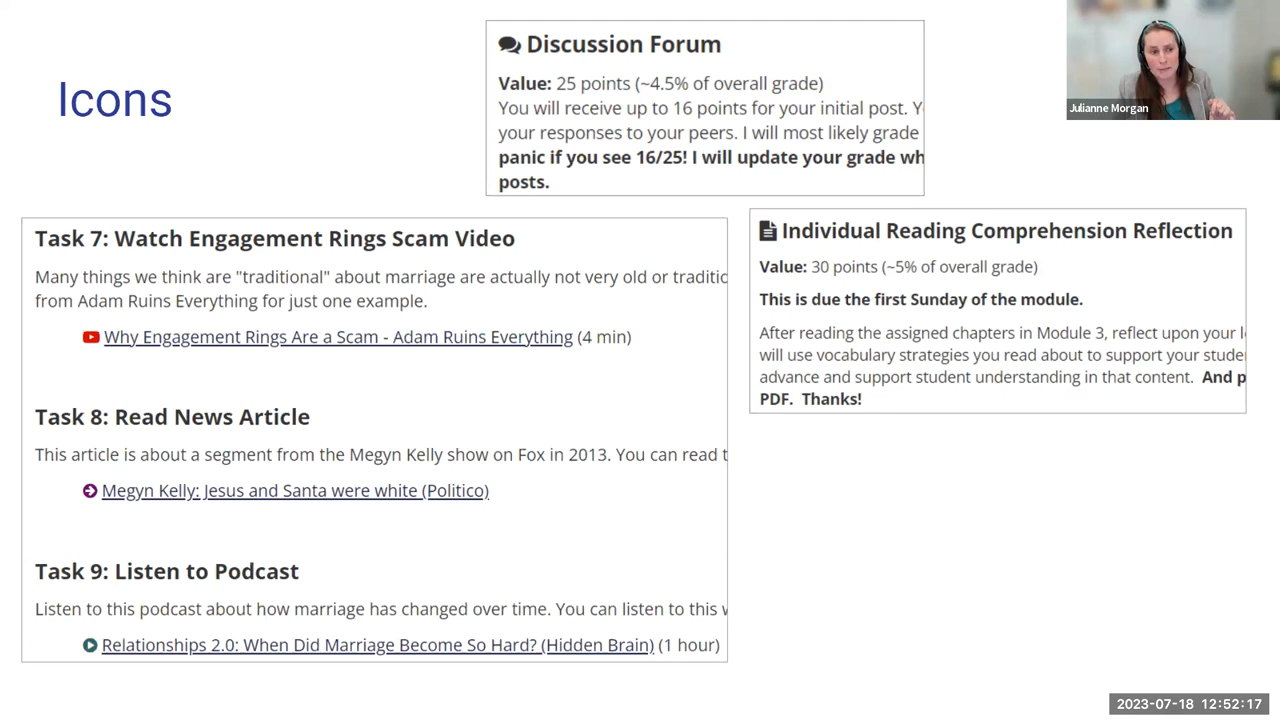 Icons
Discussion Forum
Value: 25 points (~4.5% of overall grade)
You will receive up to 16 points for your initial post. Y
your responses to your peers. I will most likely grade
panic if you see 16/25! I will update your grade wh
posts.
Julianne Morgan
Task 7: Watch Engagement Rings Scam Video
Many things we think are "traditional" about marriage are actually not very old or traditic
from Adam Ruins Everything for just one example.
Why Engagement Rings Are a Scam - Adam Ruins Everything (4 min)
Task 8: Read News Article
This article is about a segment from the Megyn Kelly show on Fox in 2013. You can read t
Megyn Kelly: Jesus and Santa were white (Politico)
Task 9: Listen to Podcast
Listen to this podcast about how marriage has changed over time. You can listen to this w
Relationships 2.0: When Did Marriage Become So Hard? (Hidden Brain) (1 hour)
Individual Reading Comprehension Reflection
Value: 30 points (~5% of overall grade)
This is due the first Sunday of the module.
After reading the assigned chapters in Module 3, reflect upon your l
will use vocabulary strategies you read about to support your stude
advance and support student understanding in that content. And p
PDF. Thanks!
2023-07-18 12:52:17